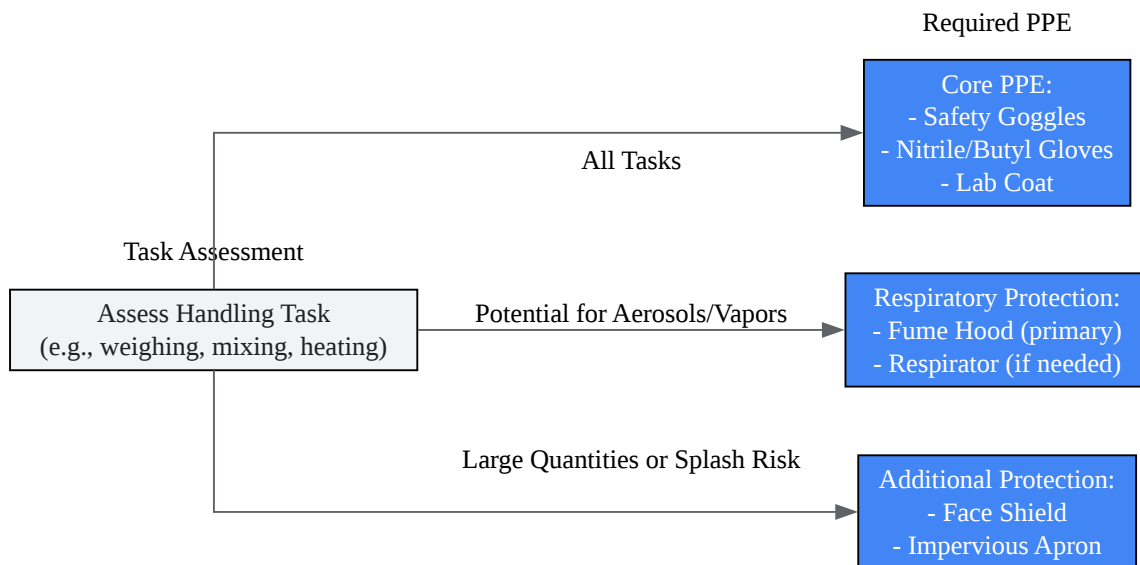 Required PPE
Core PPE:
- Safety Goggles
- Nitrile/Butyl Gloves
- Lab Coat
All Tasks
Task Assessment
Assess Handling Task
(e.g., weighing, mixing, heating)
Potential for Aerosols/Vapors
Respiratory Protection:
- Fume Hood (primary)
- Respirator (if needed)
Large Quantities or Splash Risk
Additional Protection:
- Face Shield
- Impervious Apron